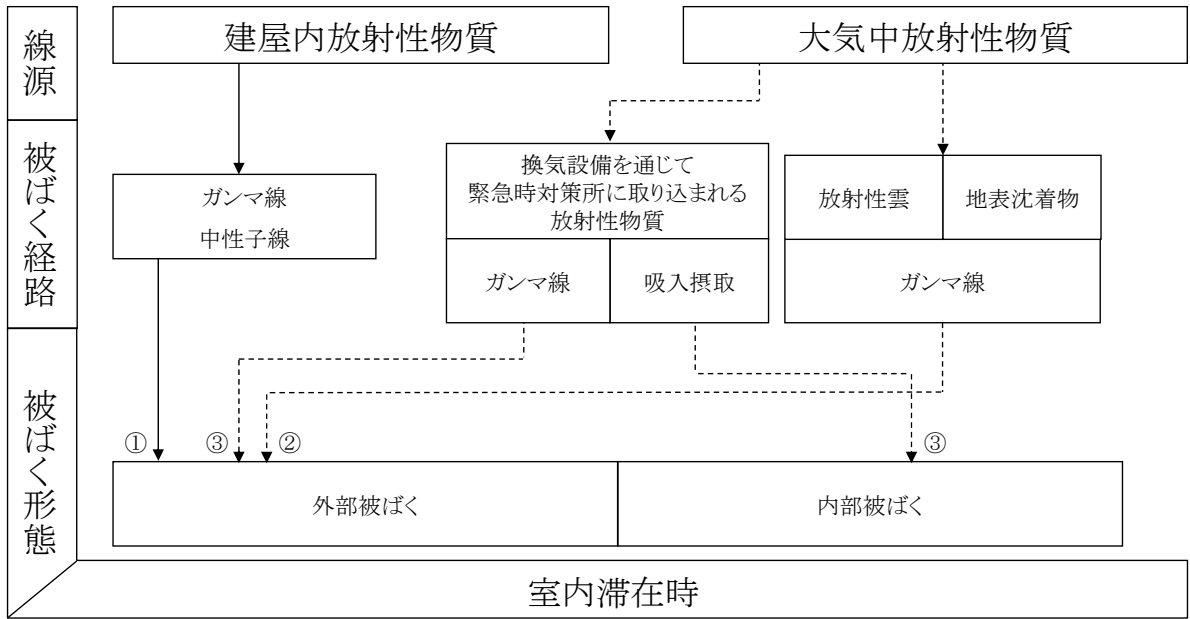 線源
建屋内放射性物質
大気中放射性物質
被ばく経路
ガンマ線
中性子線
換気設備を通じて
緊急時対策所に取り込まれる
放射性物質
ガンマ線
吸入摂取
放射性雲
地表沈着物
ガンマ線
被ばく形態
①
③
②
③
外部被ばく
内部被ばく
室内滞在時